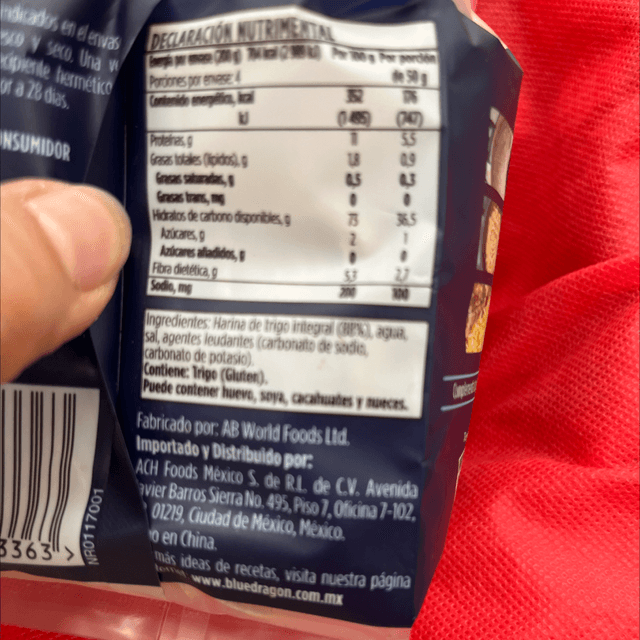 indicados en el envas
esco y seco. Una v
ecipiente hermético
or a 28 días.
ONSUMIDOR
DECLARACIÓN NUTRIMENTAL
Por 100 g Por porción
Porciones por envase: 4 de 50 g
Contenido energético, kcal 352 176
kJ (1 495) (747)
Proteínas, g 11 5.5
Grasas totales (lípidos), g 1.8 0.9
Grasas saturadas, g 0.5 0.3
Grasas trans, mg 0 0
Hidratos de carbono disponibles, g 73 36.5
Azúcares, g 2 1
Azúcares añadidos, g 0 0
Fibra dietética, g 5.3 2.7
Sodio, mg 200 100
Ingredientes: Harina de trigo integral, agua,
sal, agentes leudantes (carbonato de sodio,
carbonato de potasio).
Contiene: Trigo (Gluten).
Puede contener huevo, soya, cacahuates y nueces.
Fabricado por: AB World Foods Ltd.
Importado y Distribuido por:
ACH Foods México S. de R.L. de C.V. Avenida
avier Barros Sierra No. 495, Piso 7, Oficina 7-102,
01219, Ciudad de México, México.
o en China.
más ideas de recetas, visita nuestra página
www.bluedragon.com.mx
3363 >
NR0117001